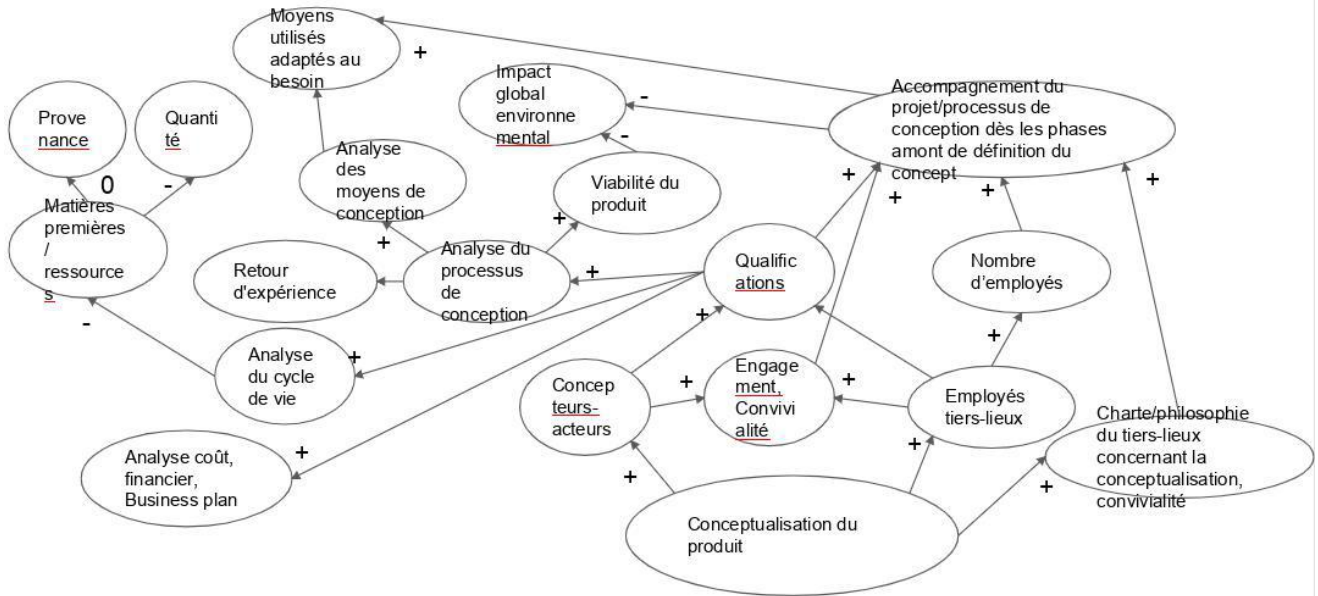 Moyens
utilisés
adaptés au
besoin
+
Impact
global
environne
mental
-
-
Accompagnement du
projet/processus de
conception dès les phases
amont de définition du
concept
Prove
nance
Quanti
té
0
-
Matières
premières
/
ressource
s
-
Analyse
des
moyens de
conception
+
Viabilité du
produit
+
+
+
+
+
Retour
d'expérience
Analyse du
processus
de
conception
+
Qualific
ations
Nombre
d'employés
+
+
Analyse
du cycle
de vie
+
Concep
teurs-
acteurs
+
Engage
ment,
Convivi
alité
+
Employés
tiers-lieux
Charte/philosophie
du tiers-lieux
concernant la
conceptualisation,
convivialité
Analyse coût,
financier,
Business plan
+
+
+
+
Conceptualisation du
produit